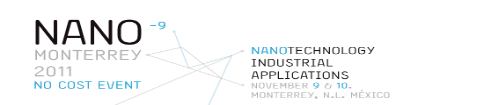 NANO -9
MONTERREY
2011
NO COST EVENT
NANOTECHNOLOGY
INDUSTRIAL
APPLICATIONS
NOVEMBER 9 & 10.
MONTERREY, N.L. MÉXICO